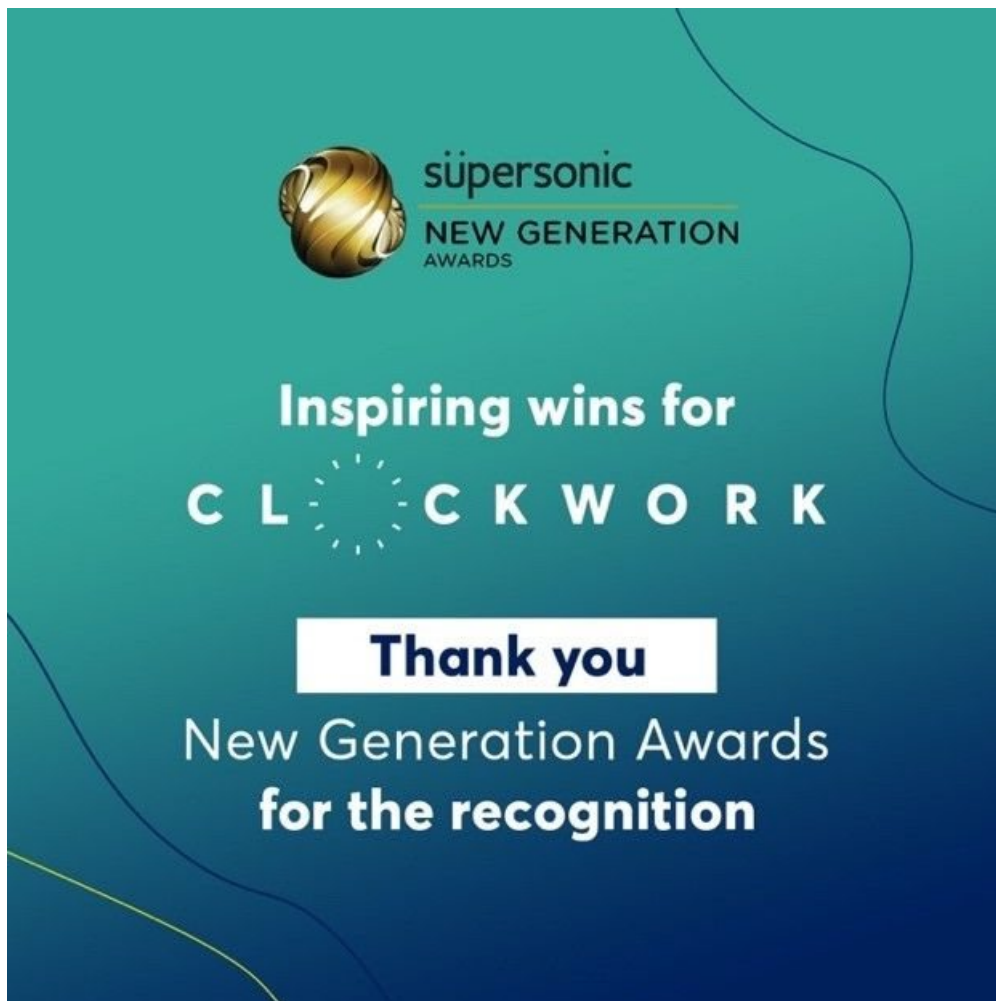 süpersonic
NEW GENERATION
AWARDS
Inspiring wins for
CLOCKWORK
Thank you
New Generation Awards
for the recognition